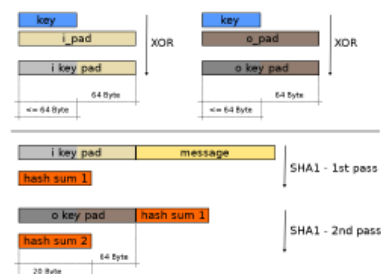 key
i_pad
XOR
i key pad
64 Byte
<= 64 Byte
key
o_pad
XOR
o key pad
64 Byte
<= 64 Byte
i key pad message
hash sum 1
SHA1 - 1st pass
o key pad hash sum 1
hash sum 2
SHA1 - 2nd pass
64 Byte
20 Byte